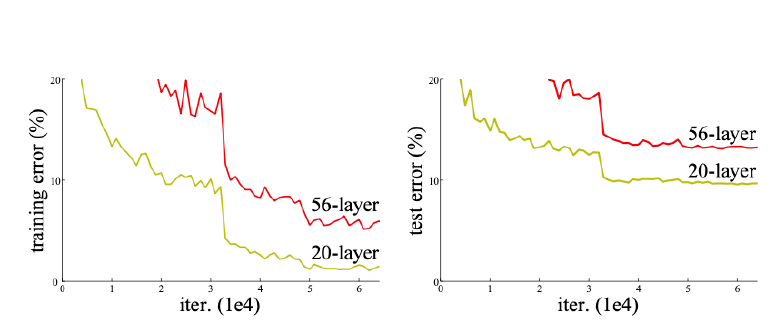 20
10
0
0 1 2 3 4 5 6
training error (%)
iter. (1e4)
56-layer
20-layer
20
10
0
0 1 2 3 4 5 6
test error (%)
iter. (1e4)
56-layer
20-layer